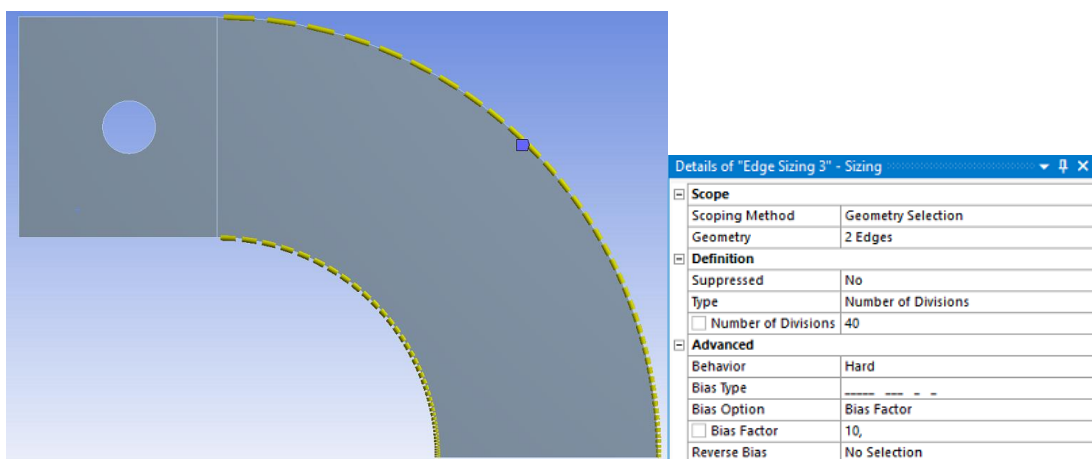 Details of "Edge Sizing 3" - Sizing
Scope
Scoping Method Geometry Selection
Geometry 2 Edges
Definition
Suppressed No
Type Number of Divisions
Number of Divisions 40
Advanced
Behavior Hard
Bias Type _____ ___ _ _
Bias Option Bias Factor
Bias Factor 10,
Reverse Bias No Selection